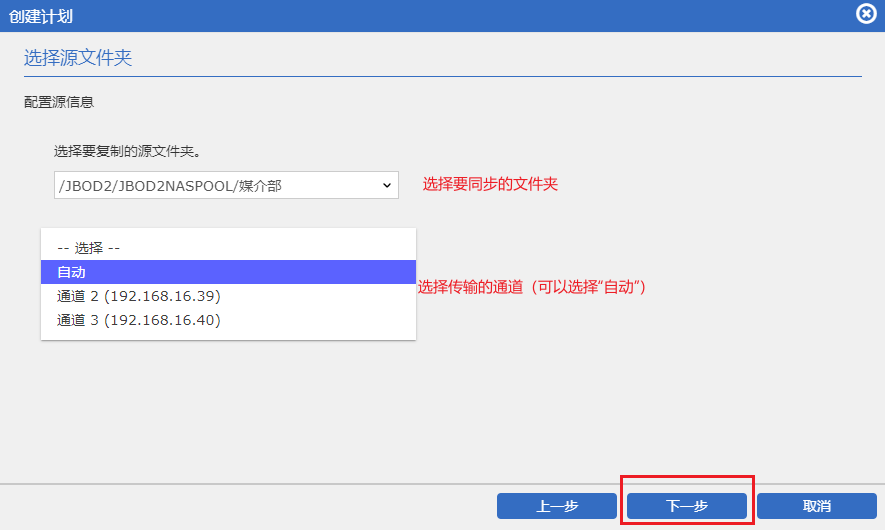 创建计划
选择源文件夹
配置源信息
选择要复制的源文件夹。
/JBOD2/JBOD2NASPOOL/媒介部
选择要同步的文件夹
-- 选择 --
自动
选择传输的通道（可以选择“自动”）
通道 2 (192.168.16.39)
通道 3 (192.168.16.40)
上一步
下一步
取消